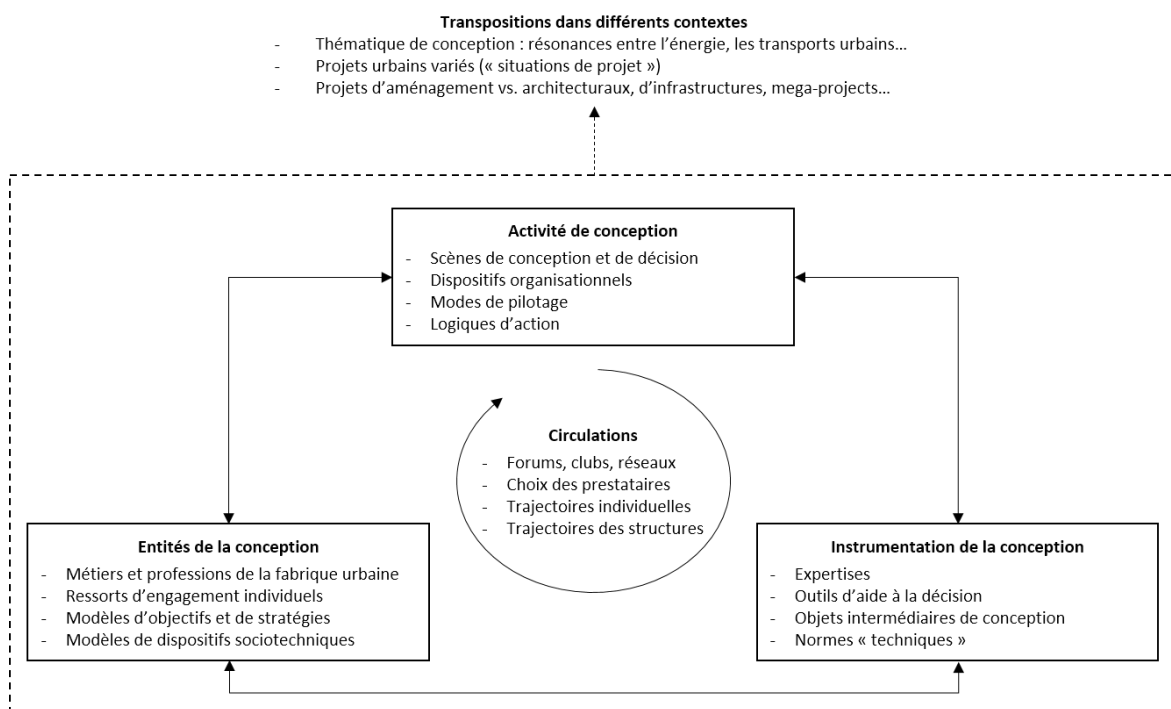 Transpositions dans différents contextes
- Thématique de conception : résonances entre l’énergie, les transports urbains…
- Projets urbains variés (« situations de projet »)
- Projets d’aménagement vs. architecturaux, d’infrastructures, mega-projects…
Activité de conception
- Scènes de conception et de décision
- Dispositifs organisationnels
- Modes de pilotage
- Logiques d’action
Circulations
- Forums, clubs, réseaux
- Choix des prestataires
- Trajectoires individuelles
- Trajectoires des structures
Entités de la conception
- Métiers et professions de la fabrique urbaine
- Ressorts d’engagement individuels
- Modèles d’objectifs et de stratégies
- Modèles de dispositifs sociotechniques
Instrumentation de la conception
- Expertises
- Outils d’aide à la décision
- Objets intermédiaires de conception
- Normes « techniques »